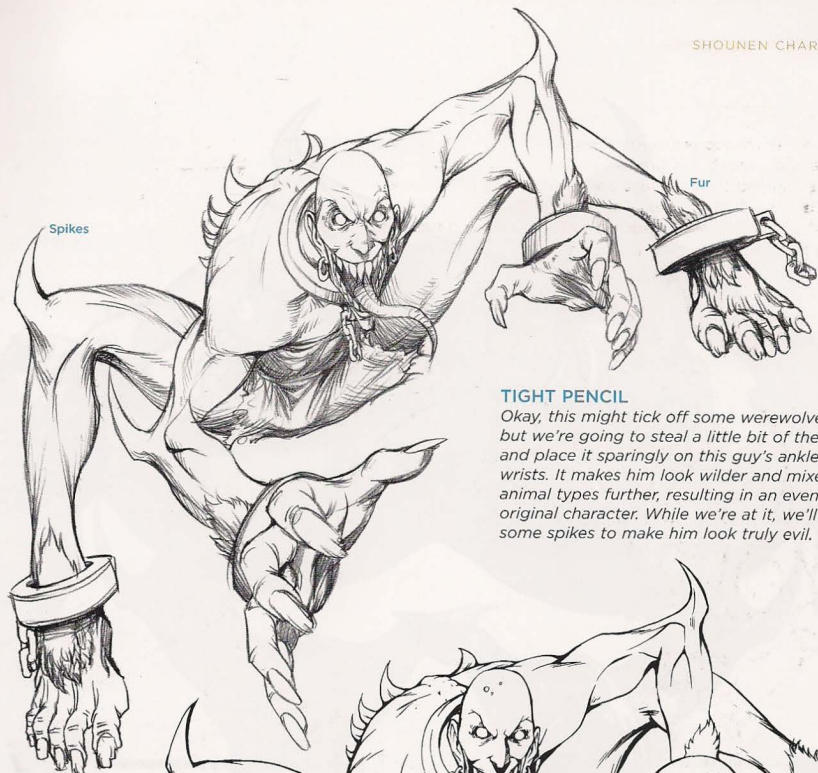 SHOUNEN CHAR
Fur
Spikes
TIGHT PENCIL
Okay, this might tick off some werewolve
but we're going to steal a little bit of the
and place it sparingly on this guy's ankle
wrists. It makes him look wilder and mixe
animal types further, resulting in an even
original character. While we're at it, we'll
some spikes to make him look truly evil.